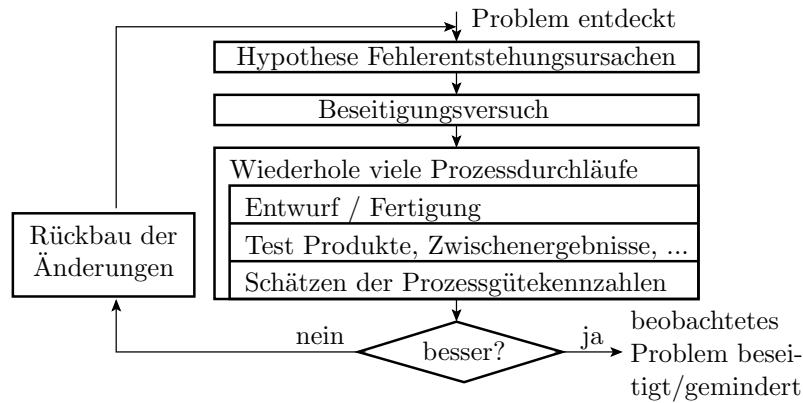 Problem entdeckt
Hypothese Fehlerentstehungsursachen
Beseitigungsversuch
Wiederhole viele Prozessdurchläufe
Entwurf / Fertigung
Test Produkte, Zwischenergebnisse, ...
Schätzen der Prozessgütekennzahlen
Rückbau der
Änderungen
nein
besser?
ja
beobachtetes
Problem besei-
tigt/gemindert